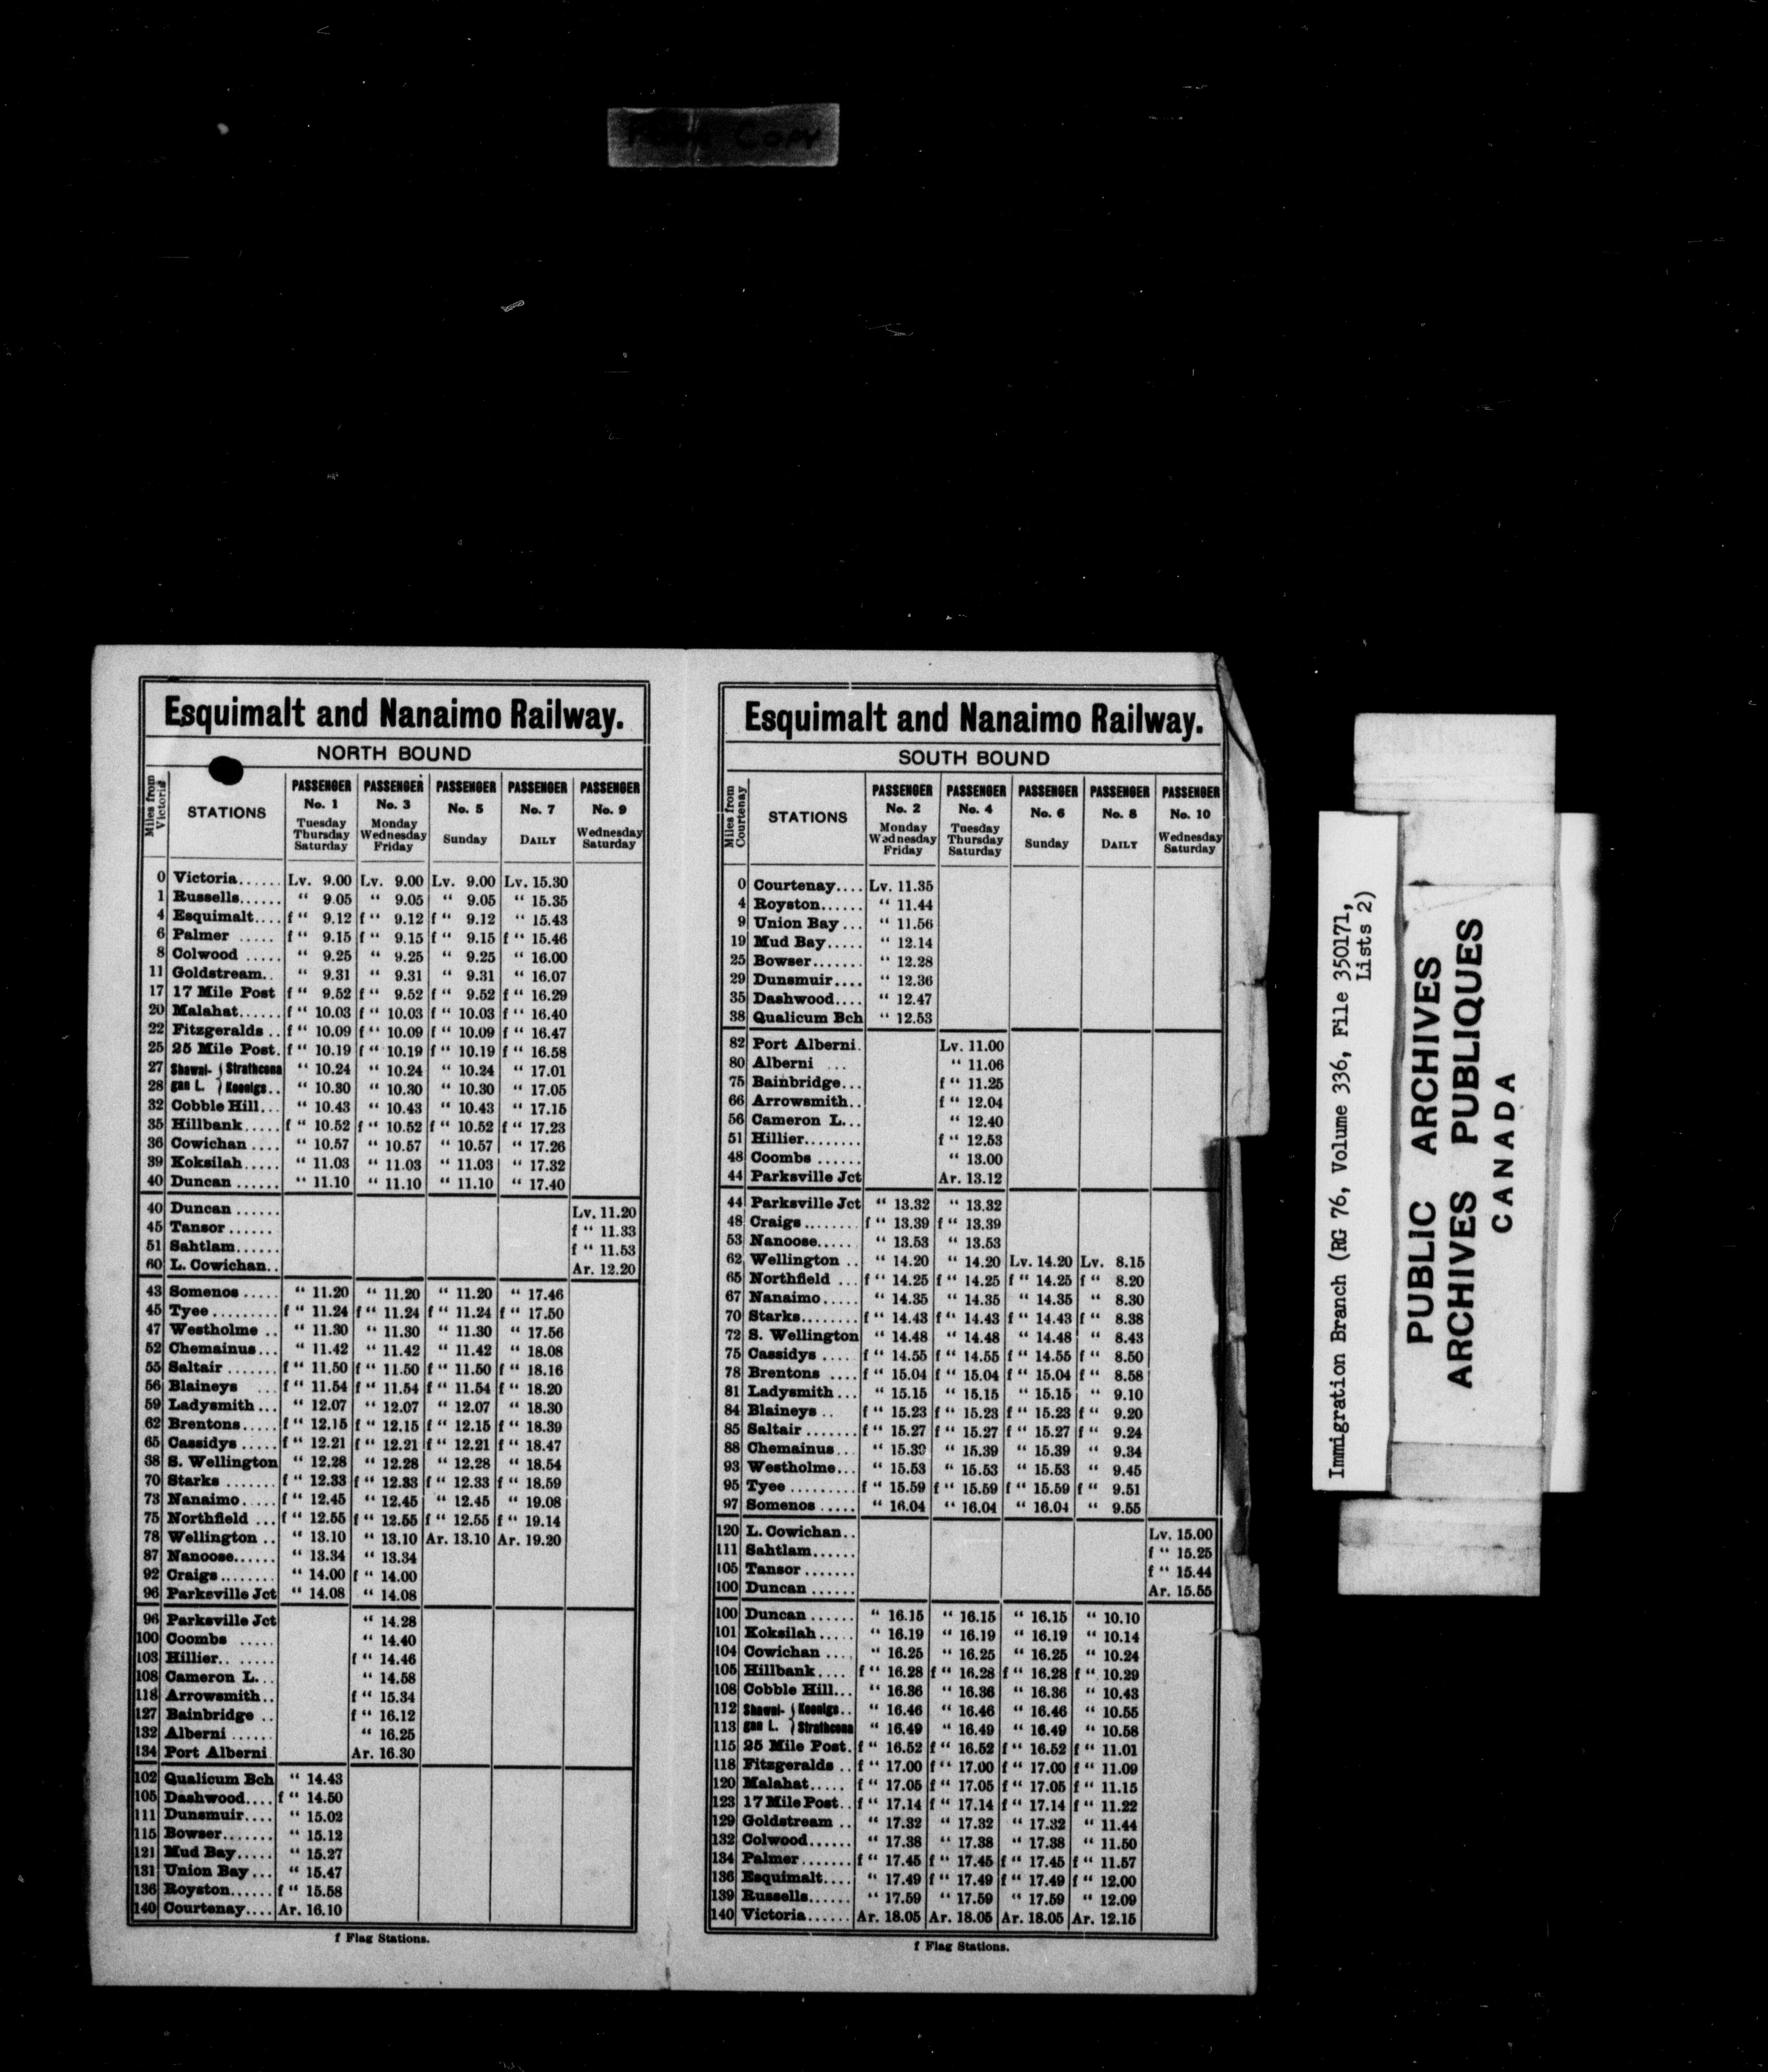 Copy
Esquimalt and Nanaimo Railway.
NORTH BOUND
Miles from Victoria STATIONS PASSENGER No. 1 Tuesday Thursday Saturday PASSENGER No. 3 Monday Wednesday Friday PASSENGER No. 5 Sunday PASSENGER No. 7 DAILY PASSENGER No. 9 Wednesday Saturday
0 Victoria...... Lv. 9.00 Lv. 9.00 Lv. 9.00 Lv. 15.30
1 Russells...... “ 9.05 “ 9.05 “ 9.05 “ 15.35
4 Esquimalt.... f “ 9.12 f “ 9.12 f “ 9.12 “ 15.43
6 Palmer ..... f “ 9.15 f “ 9.15 f “ 9.15 f “ 15.46
8 Colwood ..... “ 9.25 “ 9.25 “ 9.25 “ 16.00
11 Goldstream.. “ 9.31 “ 9.31 “ 9.31 “ 16.07
17 17 Mile Post f “ 9.52 f “ 9.52 f “ 9.52 f “ 16.29
20 Malahat...... f “ 10.03 f “ 10.03 f “ 10.03 f “ 16.40
22 Fitzgeralds .. f “ 10.09 f “ 10.09 f “ 10.09 f “ 16.47
25 25 Mile Post. f “ 10.19 f “ 10.19 f “ 10.19 f “ 16.58
27 Shawni- { Strathcona “ 10.24 “ 10.24 “ 10.24 “ 17.01
28 gan L. { Koenigs.. “ 10.30 “ 10.30 “ 10.30 “ 17.05
32 Cobble Hill... “ 10.43 “ 10.43 “ 10.43 “ 17.15
35 Hillbank..... f “ 10.52 f “ 10.52 f “ 10.52 f “ 17.23
36 Cowichan .... “ 10.57 “ 10.57 “ 10.57 “ 17.26
39 Koksilah..... “ 11.03 “ 11.03 “ 11.03 “ 17.32
40 Duncan ...... “ 11.10 “ 11.10 “ 11.10 “ 17.40
40 Duncan ...... Lv. 11.20
45 Tansor ...... f “ 11.33
51 Sahtlam...... f “ 11.53
60 L. Cowichan.. Ar. 12.20
43 Somenos ..... “ 11.20 “ 11.20 “ 11.20 “ 17.46
45 Tyee......... f “ 11.24 f “ 11.24 f “ 11.24 f “ 17.50
47 Westholme .. “ 11.30 “ 11.30 “ 11.30 “ 17.56
52 Chemainus... “ 11.42 “ 11.42 “ 11.42 “ 18.08
55 Saltair ....... f “ 11.50 f “ 11.50 f “ 11.50 f “ 18.16
56 Blaineys ... f “ 11.54 f “ 11.54 f “ 11.54 f “ 18.20
59 Ladysmith ... “ 12.07 “ 12.07 “ 12.07 “ 18.30
62 Brentons..... f “ 12.15 f “ 12.15 f “ 12.15 f “ 18.39
65 Cassidys ..... f “ 12.21 f “ 12.21 f “ 12.21 f “ 18.47
38 S. Wellington “ 12.28 “ 12.28 “ 12.28 “ 18.54
70 Starks ....... f “ 12.33 f “ 12.33 f “ 12.33 f “ 18.59
73 Nanaimo..... f “ 12.45 “ 12.45 “ 12.45 “ 19.08
75 Northfield ... f “ 12.55 f “ 12.55 f “ 12.55 f “ 19.14
78 Wellington .. “ 13.10 “ 13.10 Ar. 13.10 Ar. 19.20
87 Nanoose...... “ 13.34 “ 13.34
92 Craigs........ “ 14.00 f “ 14.00
96 Parksville Jct “ 14.08 “ 14.08
96 Parksville Jct “ 14.28
100 Coombs ..... “ 14.40
103 Hillier.. ...... f “ 14.46
108 Cameron L. .. “ 14.58
118 Arrowsmith.. f “ 15.34
127 Bainbridge .. f “ 16.12
132 Alberni ...... “ 16.25
134 Port Alberni. Ar. 16.30
102 Qualicum Bch “ 14.43
105 Dashwood.... f “ 14.50
111 Dunsmuir.... “ 15.02
115 Bowser....... “ 15.12
121 Mud Bay..... “ 15.27
131 Union Bay... “ 15.47
136 Royston...... f “ 15.58
140 Courtenay.... Ar. 16.10
f Flag Stations.
Esquimalt and Nanaimo Railway.
SOUTH BOUND
Miles from Courtenay STATIONS PASSENGER No. 2 Monday Wednesday Friday PASSENGER No. 4 Tuesday Thursday Saturday PASSENGER No. 6 Sunday PASSENGER No. 8 DAILY PASSENGER No. 10 Wednesday Saturday
0 Courtenay.... Lv. 11.35
4 Royston...... “ 11.44
9 Union Bay ... “ 11.56
19 Mud Bay..... “ 12.14
25 Bowser....... “ 12.28
29 Dunsmuir.... “ 12.36
35 Dashwood.... “ 12.47
38 Qualicum Bch “ 12.53
82 Port Alberni. Lv. 11.00
80 Alberni ... “ 11.06
75 Bainbridge... f “ 11.25
66 Arrowsmith.. f “ 12.04
56 Cameron L... “ 12.40
51 Hillier........ f “ 12.53
48 Coombs ...... “ 13.00
44 Parksville Jct Ar. 13.12
44 Parksville Jct “ 13.32 “ 13.32
48 Craigs ........ f “ 13.39 f “ 13.39
53 Nanoose..... “ 13.53 “ 13.53
62 Wellington .. “ 14.20 “ 14.20 Lv. 14.20 Lv. 8.15
65 Northfield ... f “ 14.25 f “ 14.25 f “ 14.25 f “ 8.20
67 Nanaimo..... “ 14.35 “ 14.35 “ 14.35 “ 8.30
70 Starks........ f “ 14.43 f “ 14.43 f “ 14.43 f “ 8.38
72 S. Wellington “ 14.48 “ 14.48 “ 14.48 “ 8.43
75 Cassidys ..... f “ 14.55 f “ 14.55 f “ 14.55 f “ 8.50
78 Brentons .... f “ 15.04 f “ 15.04 f “ 15.04 f “ 8.58
81 Ladysmith... “ 15.15 “ 15.15 “ 15.15 “ 9.10
84 Blaineys .. f “ 15.23 f “ 15.23 f “ 15.23 f “ 9.20
85 Saltair ....... f “ 15.27 f “ 15.27 f “ 15.27 f “ 9.24
88 Chemainus... “ 15.39 “ 15.39 “ 15.39 “ 9.34
93 Westholme... “ 15.53 “ 15.53 “ 15.53 “ 9.45
95 Tyee ......... f “ 15.59 f “ 15.59 f “ 15.59 f “ 9.51
97 Somenos ..... “ 16.04 “ 16.04 “ 16.04 “ 9.55
120 L. Cowichan.. Lv. 15.00
111 Sahtlam...... f “ 15.25
105 Tansor ....... f “ 15.44
100 Duncan ...... Ar. 15.55
100 Duncan ...... “ 16.15 “ 16.15 “ 16.15 “ 10.10
101 Koksilah ..... “ 16.19 “ 16.19 “ 16.19 “ 10.14
104 Cowichan .... “ 16.25 “ 16.25 “ 16.25 “ 10.24
105 Hillbank.... f “ 16.28 f “ 16.28 f “ 16.28 f “ 10.29
108 Cobble Hill... “ 16.36 “ 16.36 “ 16.36 “ 10.43
112 Shawni- { Koenigs.. “ 16.46 “ 16.46 “ 16.46 “ 10.55
113 gan L. { Strathcona “ 16.49 “ 16.49 “ 16.49 “ 10.58
115 25 Mile Post. f “ 16.52 f “ 16.52 f “ 16.52 f “ 11.01
118 Fitzgeralds .. f “ 17.00 f “ 17.00 f “ 17.00 f “ 11.09
120 Malahat..... f “ 17.05 f “ 17.05 f “ 17.05 f “ 11.15
123 17 Mile Post.. f “ 17.14 f “ 17.14 f “ 17.14 f “ 11.22
129 Goldstream .. “ 17.32 “ 17.32 “ 17.32 “ 11.44
132 Colwood...... “ 17.38 “ 17.38 “ 17.38 “ 11.50
134 Palmer....... f “ 17.45 f “ 17.45 f “ 17.45 f “ 11.57
136 Esquimalt.... “ 17.49 f “ 17.49 f “ 17.49 f “ 12.00
139 Russells...... “ 17.59 “ 17.59 “ 17.59 “ 12.09
140 Victoria...... Ar. 18.05 Ar. 18.05 Ar. 18.05 Ar. 12.15
f Flag Stations.
Immigration Branch (RG 76, Volume 336, File 350171,
Lists 2)
PUBLIC ARCHIVES
ARCHIVES PUBLIQUES
CANADA